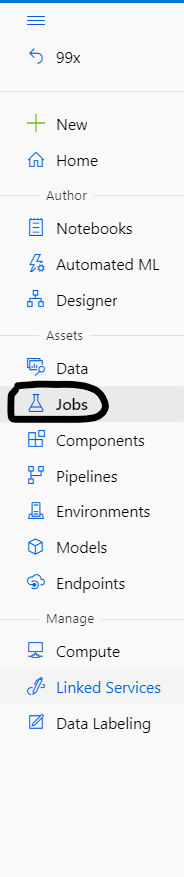 99x
New
Home
Author
Notebooks
Automated ML
Designer
Assets
Data
Jobs
Components
Pipelines
Environments
Models
Endpoints
Manage
Compute
Linked Services
Data Labeling